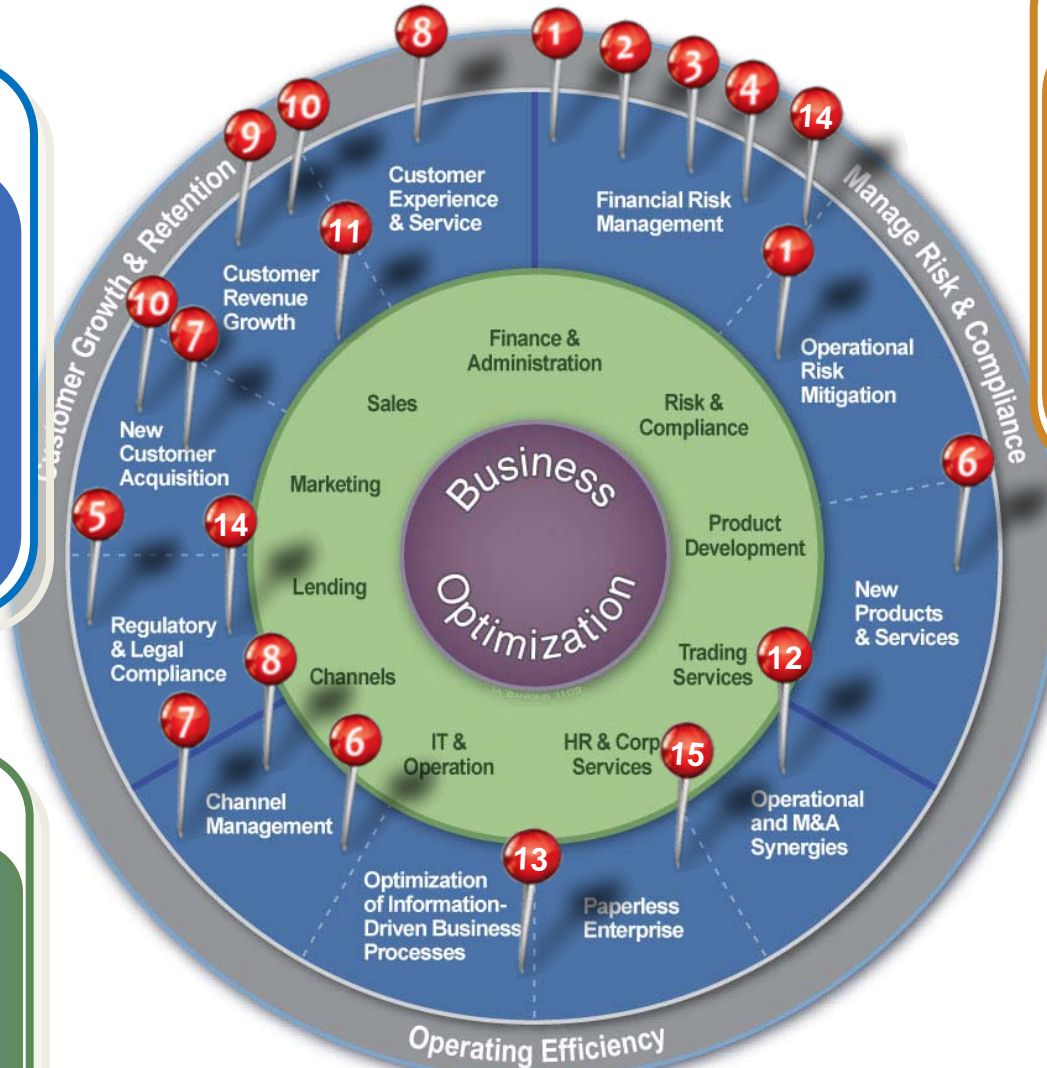 8
1
2
3
4
14
10
9
Customer Growth & Retention
Manage Risk & Compliance
Customer
Experience
& Service
Financial Risk
Management
11
1
Customer
Revenue
Growth
10
7
Operational
Risk
Mitigation
Finance &
Administration
Sales
Risk &
Compliance
New
Customer
Acquisition
6
Marketing
Business
Optimization
5
14
Product
Development
Lending
New
Products
& Services
Regulatory
& Legal
Compliance
8
Channels
Trading
Services
12
7
6
IT &
Operation
HR & Corp
Services
15
Channel
Management
Operational
and M&A
Synergies
13
Optimization
of Information-
Driven Business
Processes
Paperless
Enterprise
Operating Efficiency